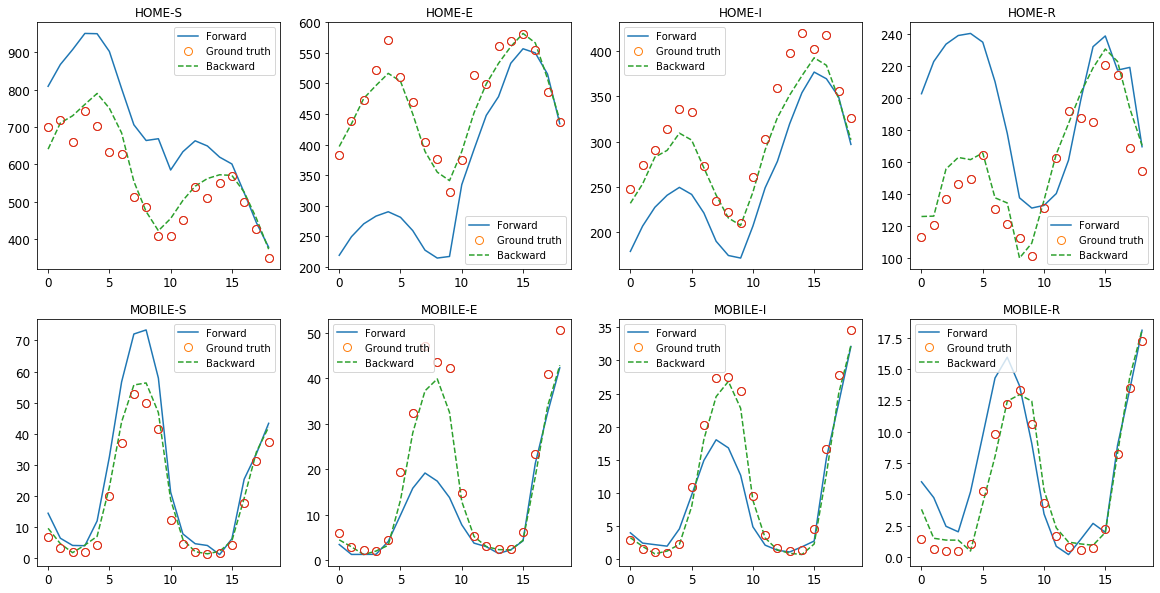 HOME-S
900
800
700
600
500
400
0 5 10 15
Forward
Ground truth
Backward
HOME-E
600
550
500
450
400
350
300
250
200
0 5 10 15
Forward
Ground truth
Backward
HOME-I
400
350
300
250
200
0 5 10 15
Forward
Ground truth
Backward
HOME-R
240
220
200
180
160
140
120
100
0 5 10 15
Forward
Ground truth
Backward
MOBILE-S
70
60
50
40
30
20
10
0
0 5 10 15
Forward
Ground truth
Backward
MOBILE-E
50
40
30
20
10
0
0 5 10 15
Forward
Ground truth
Backward
MOBILE-I
35
30
25
20
15
10
5
0
0 5 10 15
Forward
Ground truth
Backward
MOBILE-R
17.5
15.0
12.5
10.0
7.5
5.0
2.5
0.0
0 5 10 15
Forward
Ground truth
Backward